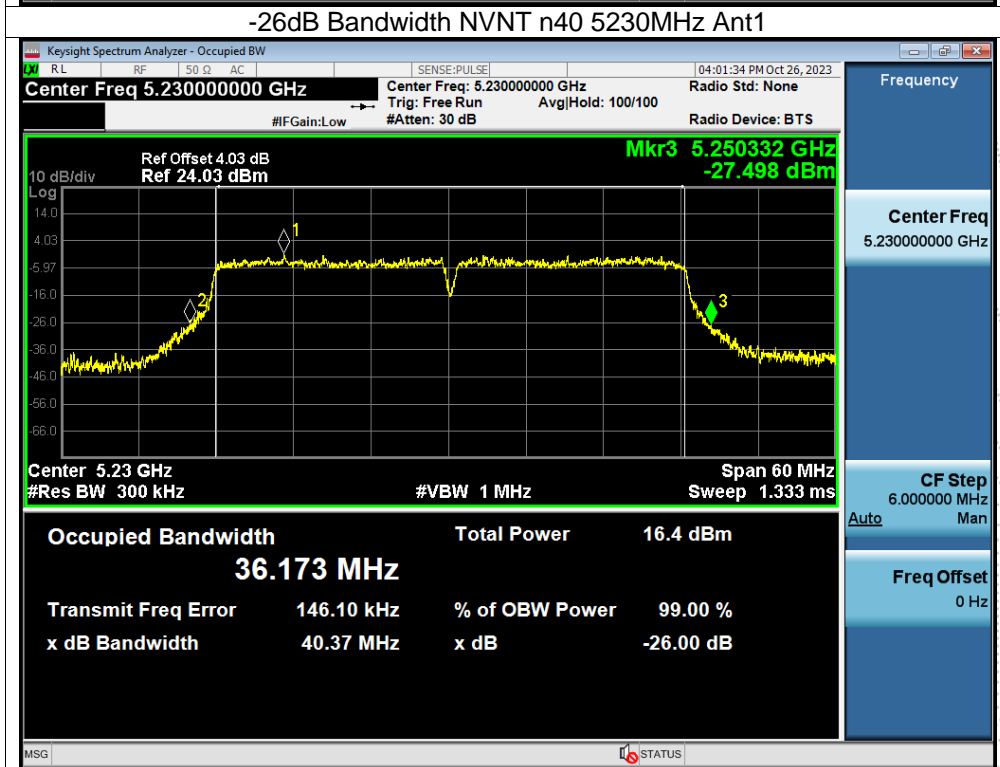 -26dB Bandwidth NVNT n40 5230MHz Ant1
Keysight Spectrum Analyzer - Occupied BW
LXI RL RF 50 Ω AC SENSE:PULSE 04:01:34 PM Oct 26, 2023
Center Freq 5.230000000 GHz Center Freq: 5.230000000 GHz Radio Std: None Frequency
Trig: Free Run Avg|Hold: 100/100
#IFGain:Low #Atten: 30 dB Radio Device: BTS
Mkr3 5.250332 GHz
-27.498 dBm
Ref Offset 4.03 dB
10 dB/div Ref 24.03 dBm
Log
14.0
4.03
-5.97
-16.0
-26.0
-36.0
-46.0
-56.0
-66.0
1
2
3
Center Freq
5.230000000 GHz
Center 5.23 GHz Span 60 MHz
#Res BW 300 kHz #VBW 1 MHz Sweep 1.333 ms
CF Step
6.000000 MHz
Auto Man
Occupied Bandwidth Total Power 16.4 dBm
36.173 MHz
Freq Offset
0 Hz
Transmit Freq Error 146.10 kHz % of OBW Power 99.00 %
x dB Bandwidth 40.37 MHz x dB -26.00 dB
MSG STATUS